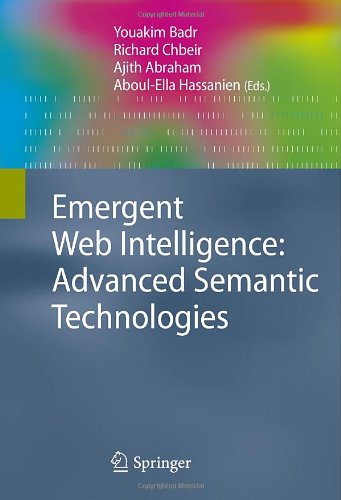 Youakim Badr
Richard Chbeir
Ajith Abraham
Aboul-Ella Hassanien (Eds.)
Emergent
Web Intelligence:
Advanced Semantic
Technologies
Springer